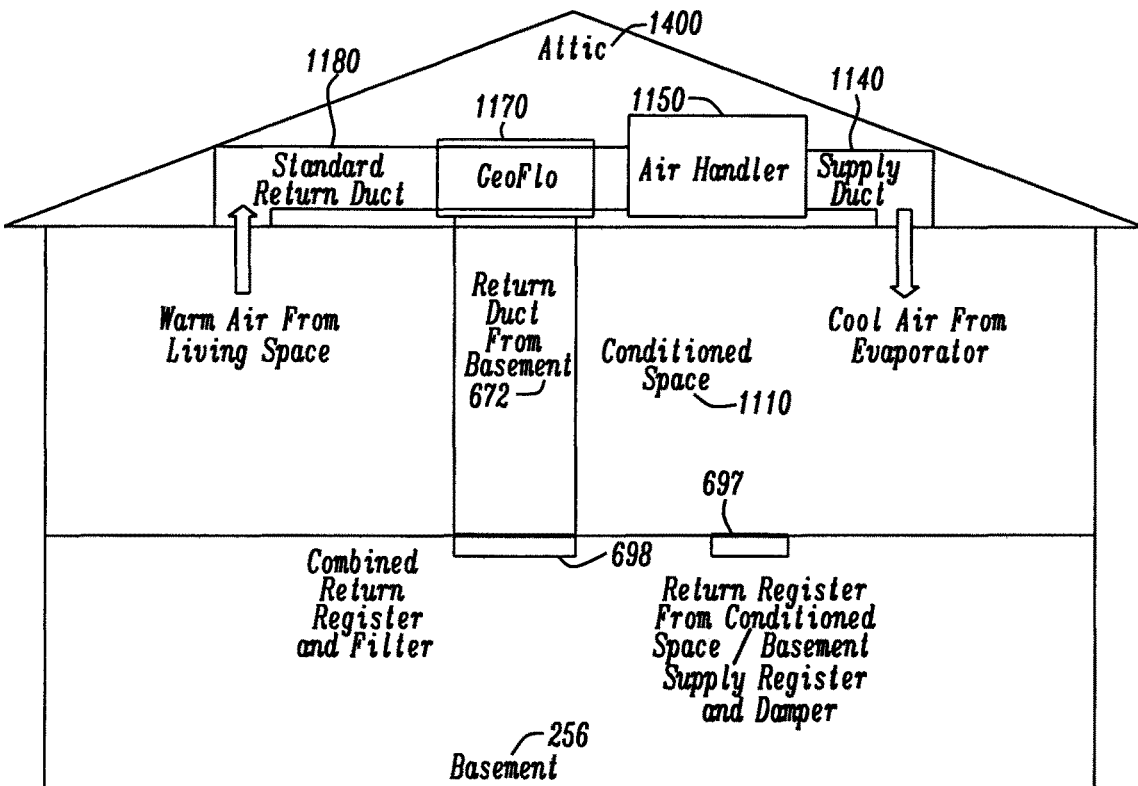 1400
Attic
1180
1170
1150
1140
Standard
Return Duct
GeoFlo
Air Handler
Supply
Duct
Warm Air From
Living Space
Return
Duct
From
Basement
672
Conditioned
Space
1110
Cool Air From
Evaporator
697
698
Combined
Return
Register
and Filter
Return Register
From Conditioned
Space / Basement
Supply Register
and Damper
256
Basement